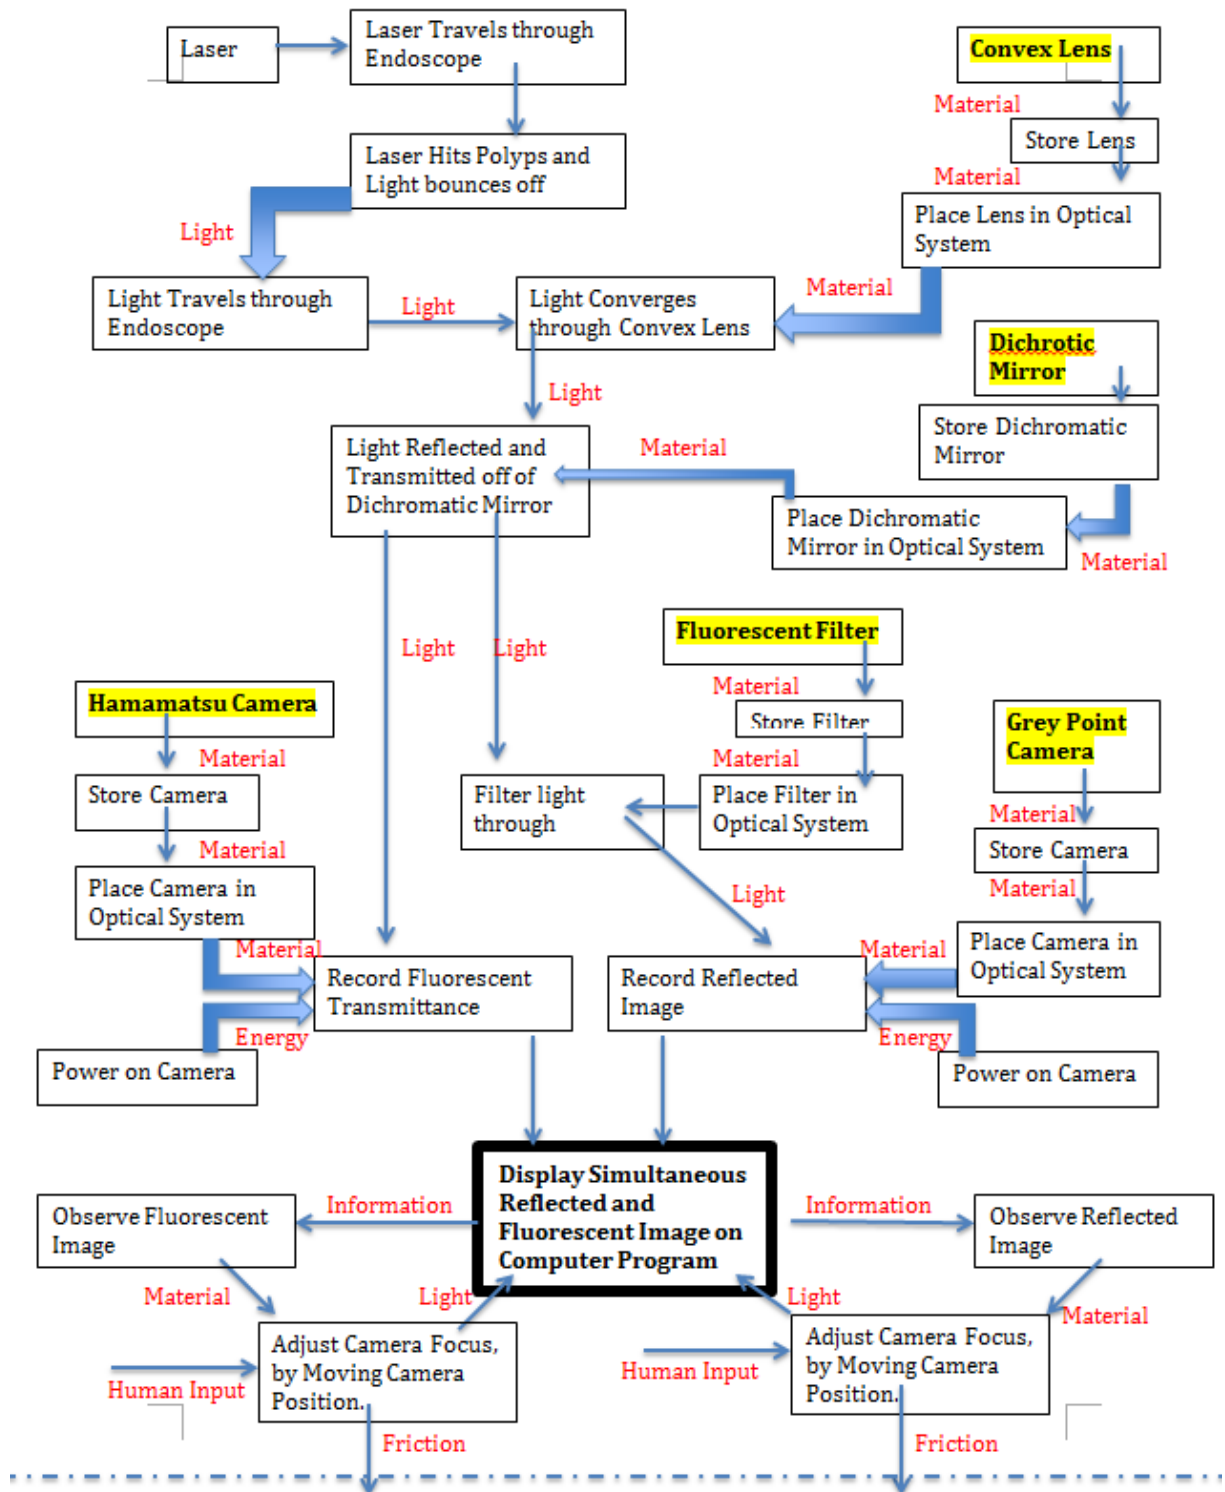 Laser
Laser Travels through
Endoscope
Convex Lens
Material
Store Lens
Laser Hits Polyps and
Light bounces off
Material
Place Lens in Optical
System
Light
Light Travels through
Endoscope
Light
Light Converges
through Convex Lens
Material
Dichrotic
Mirror
Light
Store Dichromatic
Mirror
Light Reflected and
Transmitted off of
Dichromatic Mirror
Material
Place Dichromatic
Mirror in Optical System
Material
Light
Light
Fluorescent Filter
Material
Store Filter
Material
Hamamatsu Camera
Material
Store Camera
Material
Place Camera in
Optical System
Material
Filter light
through
Place Filter in
Optical System
Grey Point
Camera
Material
Store Camera
Material
Light
Place Camera in
Optical System
Material
Record Fluorescent
Transmittance
Record Reflected
Image
Energy
Power on Camera
Energy
Power on Camera
Display Simultaneous
Reflected and
Fluorescent Image on
Computer Program
Information
Observe Fluorescent
Image
Information
Observe Reflected
Image
Material
Light
Light
Material
Adjust Camera Focus,
by Moving Camera
Position.
Human Input
Adjust Camera Focus,
by Moving Camera
Position.
Human Input
Friction
Friction